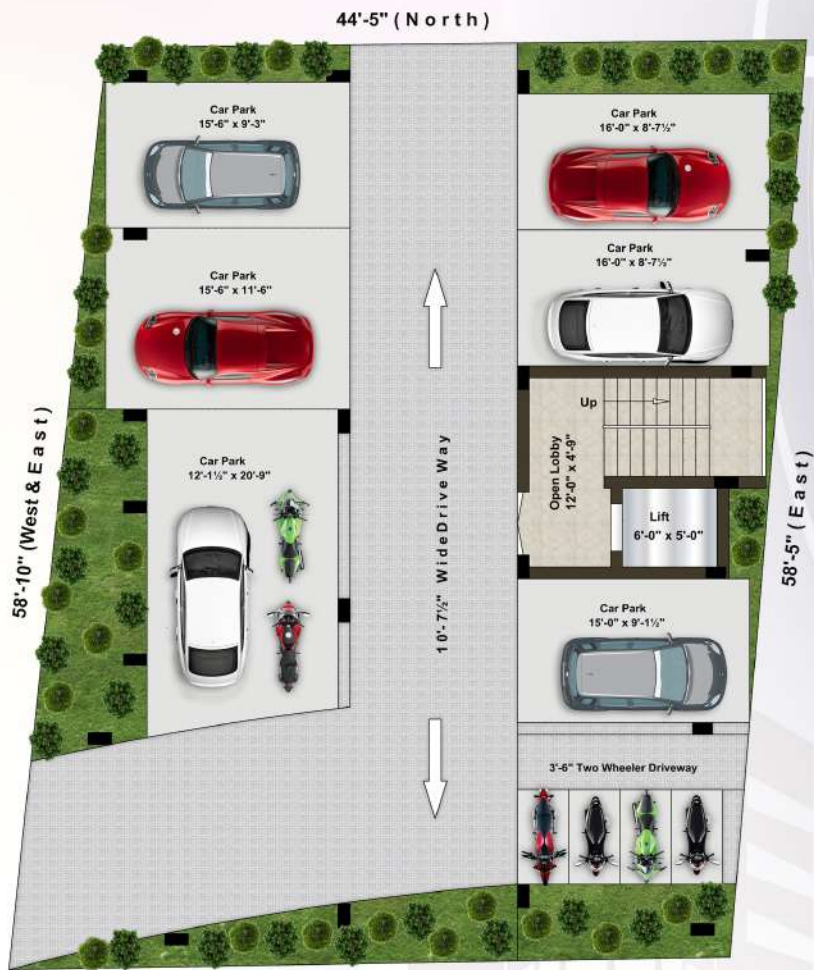 44'-5" (North)
Car Park
15'-6" x 9'-3"
Car Park
16'-0" x 8'-7½"
Car Park
16'-0" x 8'-7½"
Car Park
15'-6" x 11'-6"
Up
Open Lobby
12'-0" x 4'-9"
58'-10" (West & East)
Car Park
12'-1½" x 20'-9"
10'-7½" Wide Drive Way
Lift
6'-0" x 5'-0"
58'-5" (East)
Car Park
15'-0" x 9'-1½"
3'-6" Two Wheeler Driveway